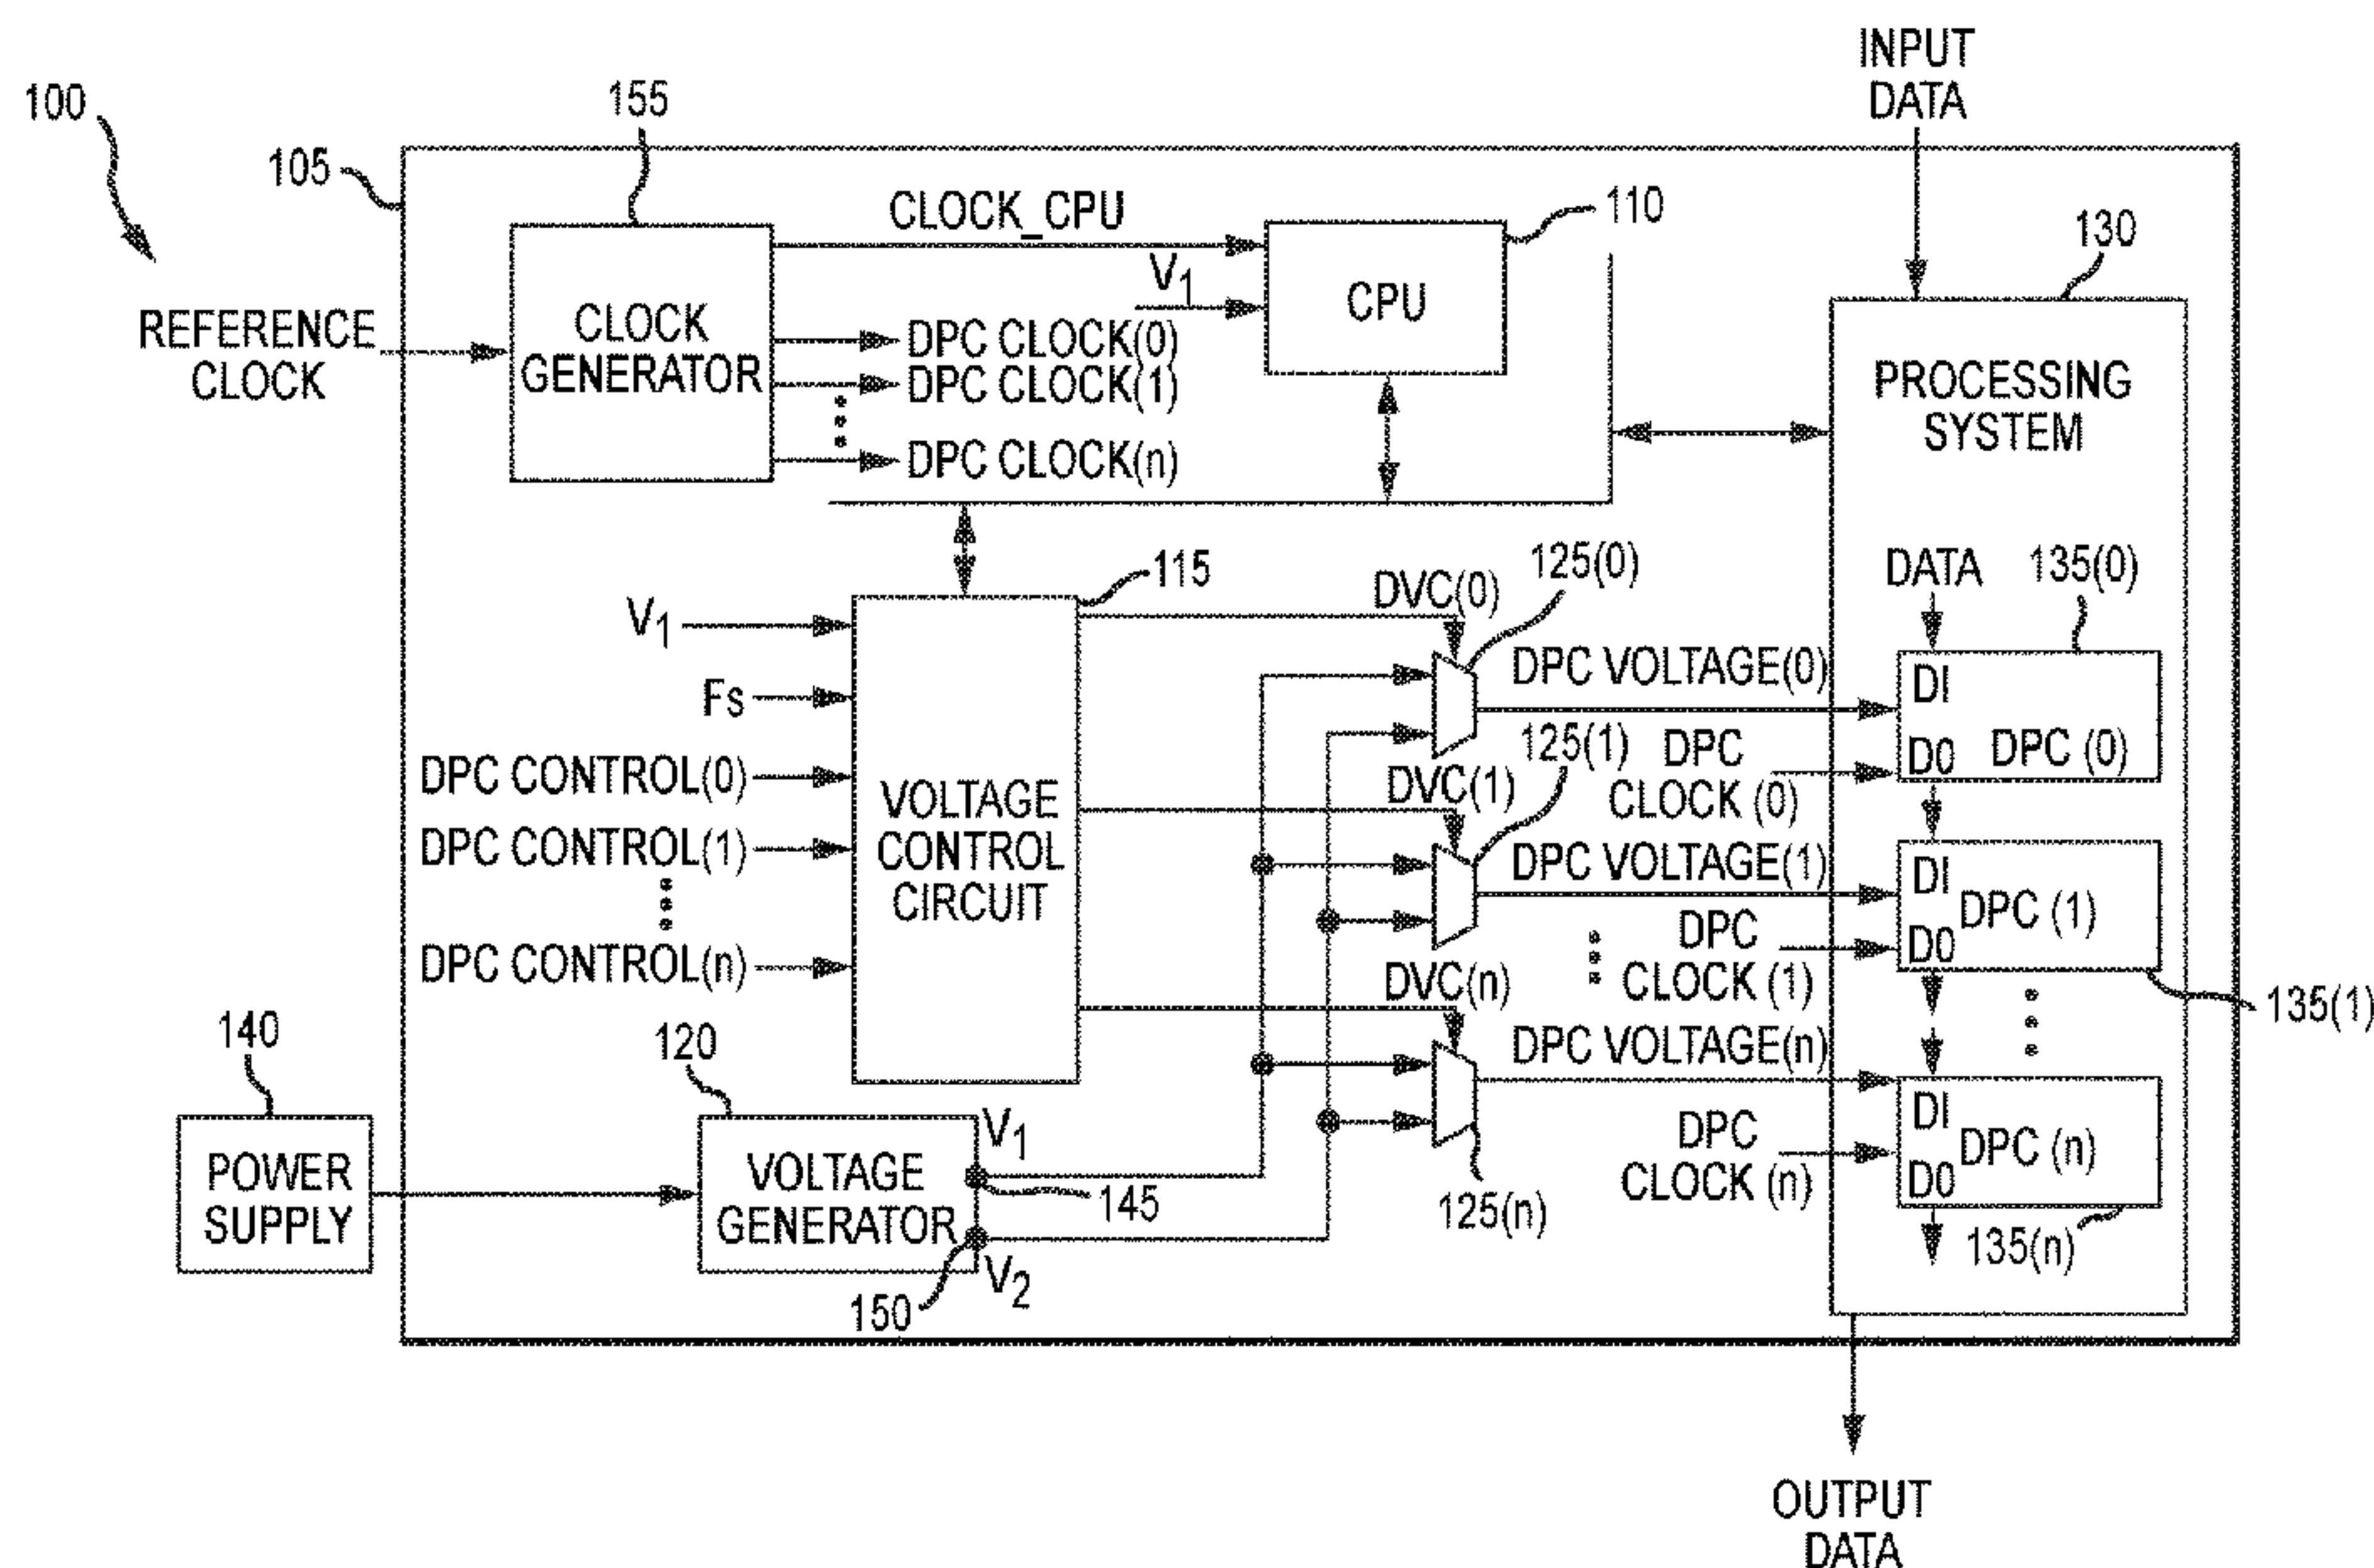 INPUT
DATA
100
155
105
CLOCK_CPU
110
130
V1
CPU
REFERENCE
CLOCK
CLOCK
GENERATOR
DPC CLOCK(0)
DPC CLOCK(1)
DPC CLOCK(n)
PROCESSING
SYSTEM
115
DVC(0)
125(0)
DATA
135(0)
V1
Fs
DPC CONTROL(0)
DPC CONTROL(1)
DPC CONTROL(n)
VOLTAGE
CONTROL
CIRCUIT
DPC VOLTAGE(0)
DI
DO
DPC (0)
DPC
CLOCK (0)
125(1)
DVC(1)
DPC VOLTAGE(1)
DI
DPC (1)
DO
DPC
CLOCK (1)
135(1)
DVC(n)
DPC VOLTAGE(n)
DI
DPC (n)
DO
DPC
CLOCK (n)
125(n)
135(n)
140
120
POWER
SUPPLY
VOLTAGE
GENERATOR
V1
145
150
V2
OUTPUT
DATA